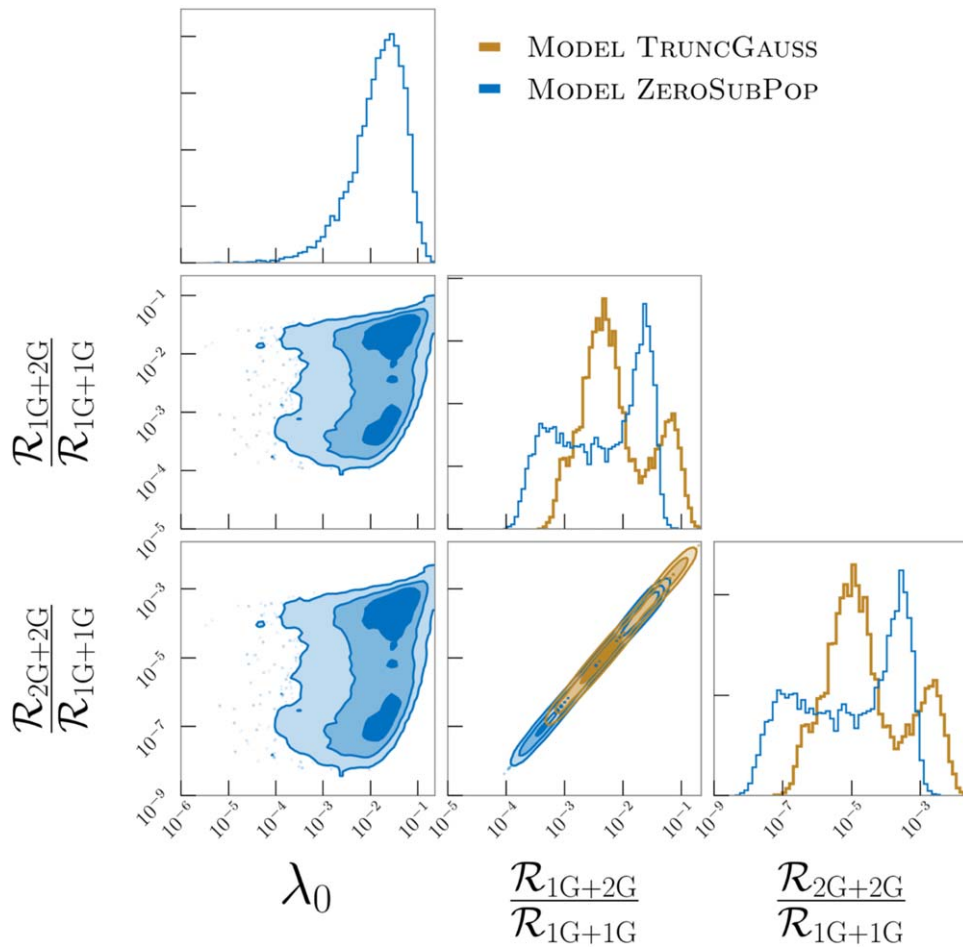 MODEL TRUNCGAUSS
MODEL ZEROSUBPOP
R1G+2G
R1G+1G
10⁻¹
10⁻²
10⁻³
10⁻⁴
10⁻⁵
R2G+2G
R1G+1G
10⁻³
10⁻⁵
10⁻⁷
10⁻⁹
10⁻⁶ 10⁻⁵ 10⁻⁴ 10⁻³ 10⁻² 10⁻¹
10⁻⁵ 10⁻⁴ 10⁻³ 10⁻² 10⁻¹
10⁻⁹ 10⁻⁷ 10⁻⁵ 10⁻³
λ0
R1G+2G
R1G+1G
R2G+2G
R1G+1G